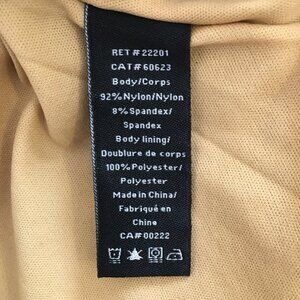 RET # 22201
CAT# 60623
Body/Corps
92% Nylon/Nylon
8% Spandex/
Spandex
Body lining/
Doublure de corps
100% Polyester/
Polyester
Made in China/
Fabriqué en
Chine
CA# 00222